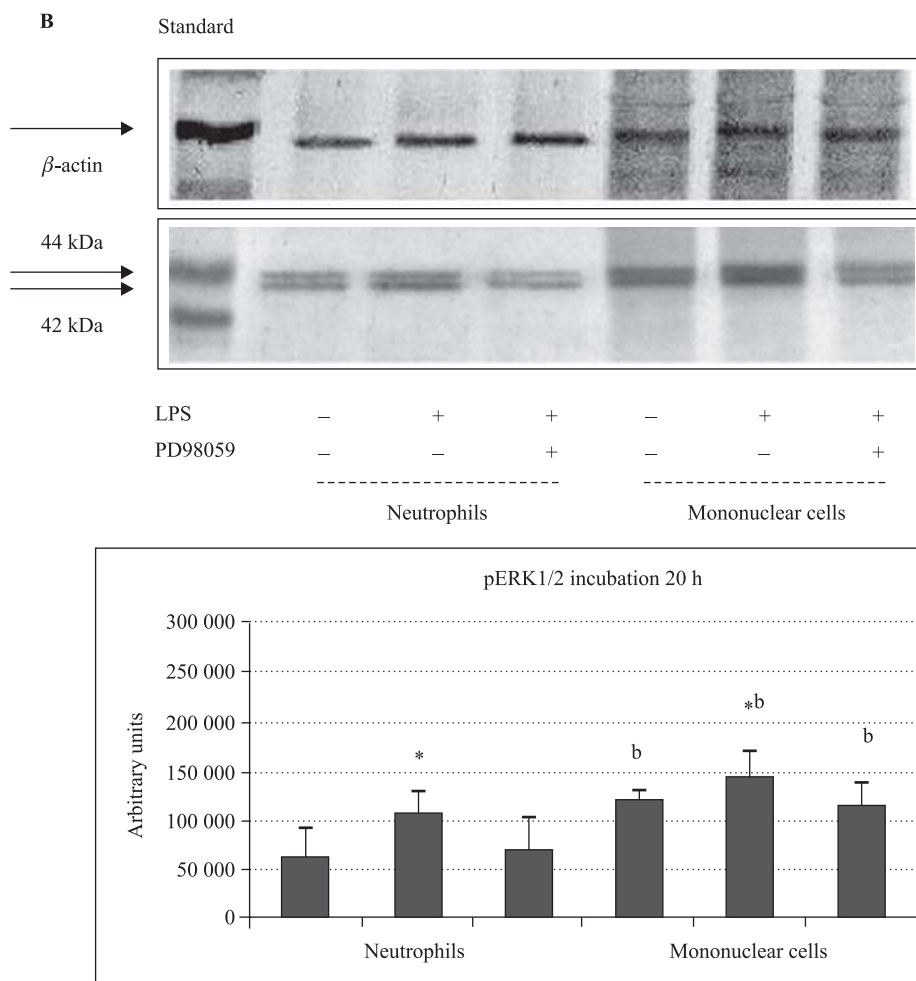 B
Standard
β-actin
44 kDa
42 kDa
LPS – + + – + +
PD98059 – – + – – +
Neutrophils Mononuclear cells
pERK1/2 incubation 20 h
300 000
250 000
200 000
150 000
100 000
50 000
0
Arbitrary units
* b *b b
Neutrophils Mononuclear cells